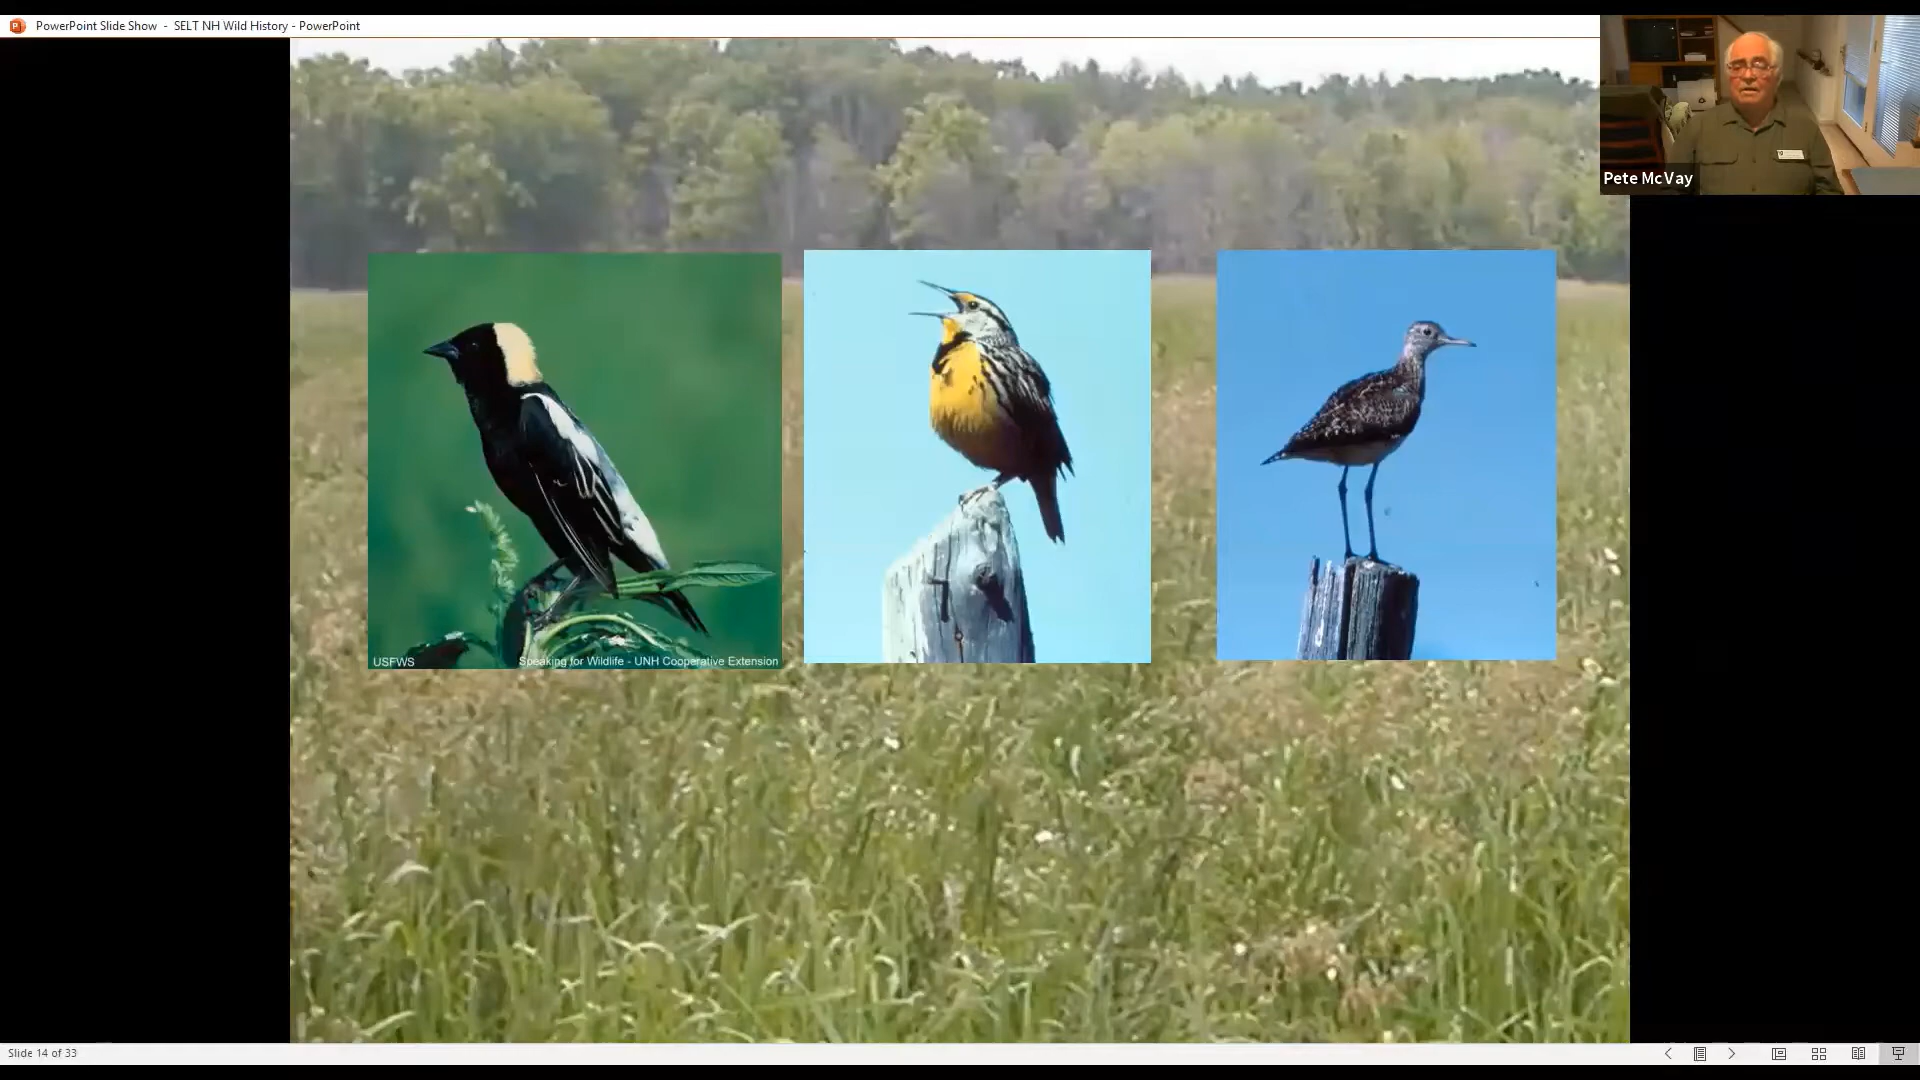 PowerPoint Slide Show - SELT NH Wild History - PowerPoint
Pete McVay
USFWS
Speaking for Wildlife - UNH Cooperative Extension
Slide 14 of 33